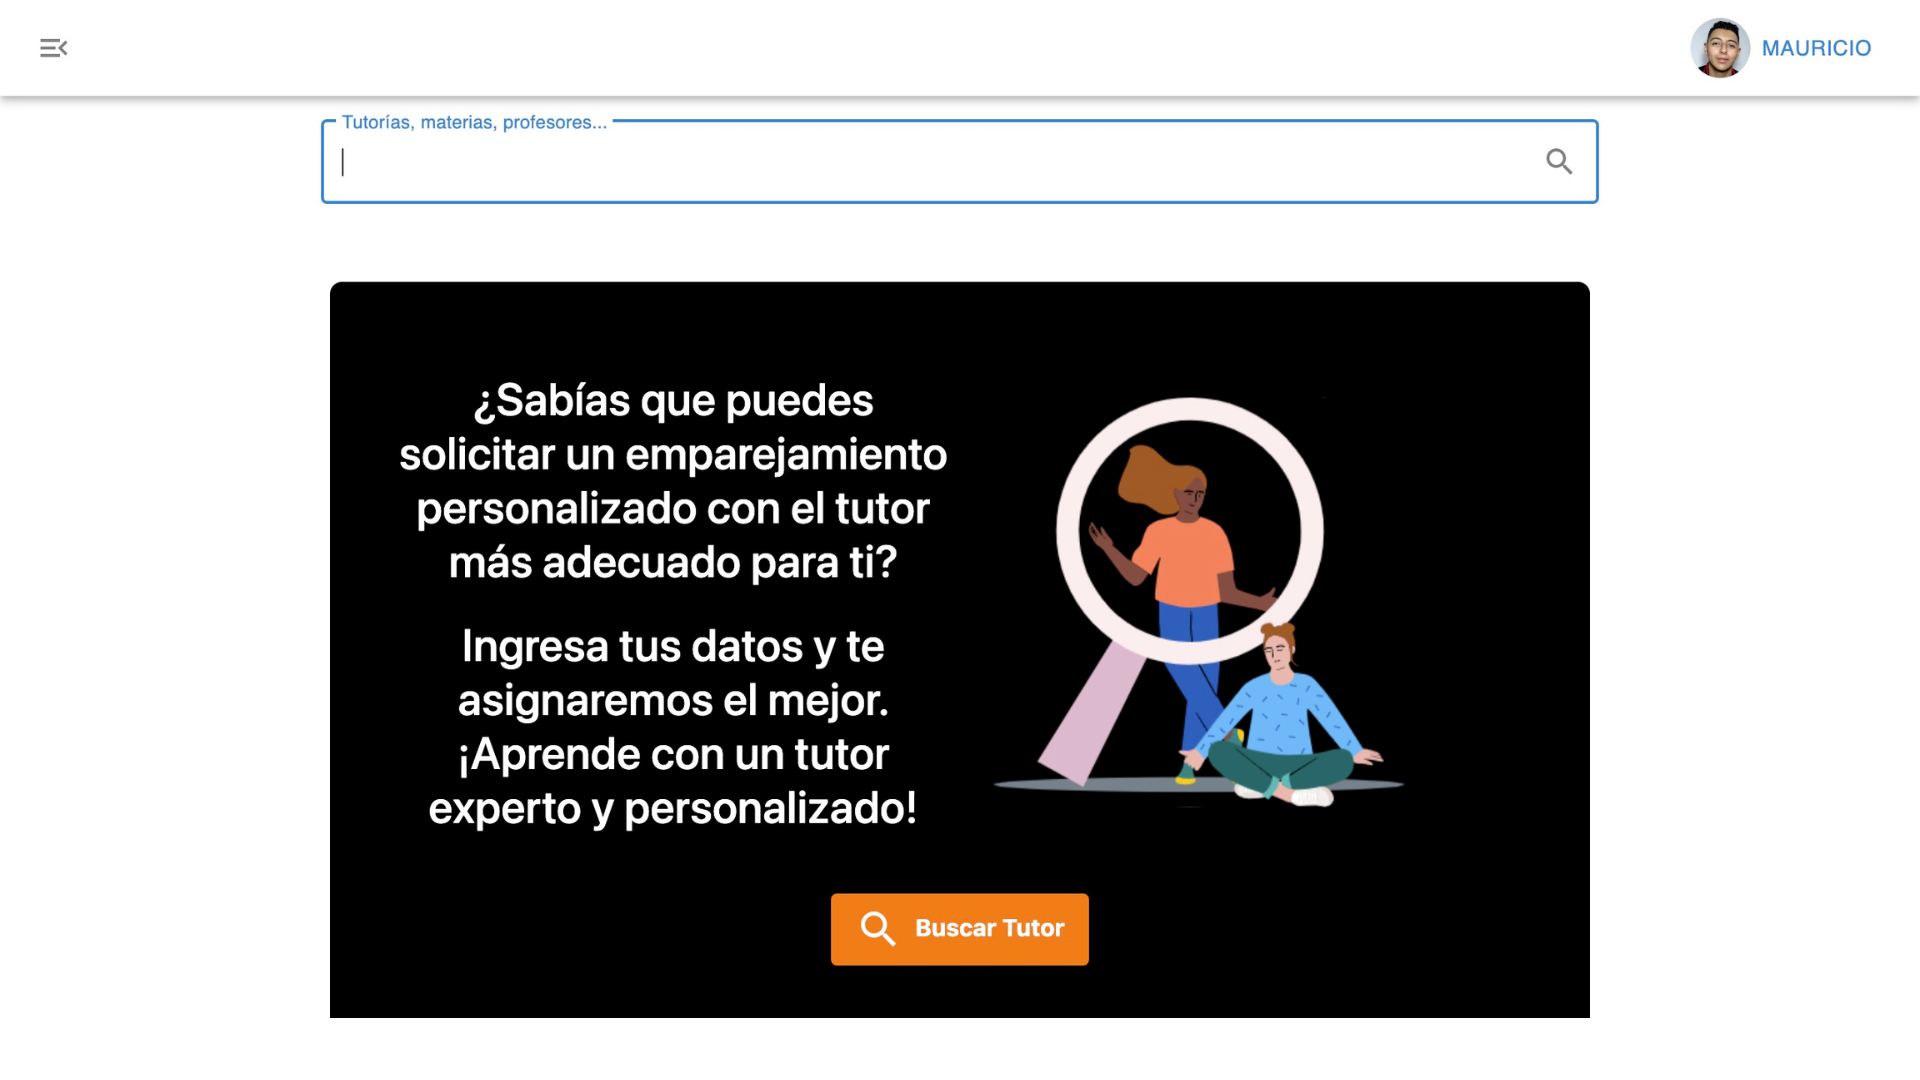 MAURICIO
Tutorías, materias, profesores...
¿Sabías que puedes
solicitar un emparejamiento
personalizado con el tutor
más adecuado para ti?
Ingresa tus datos y te
asignaremos el mejor.
¡Aprende con un tutor
experto y personalizado!
Buscar Tutor